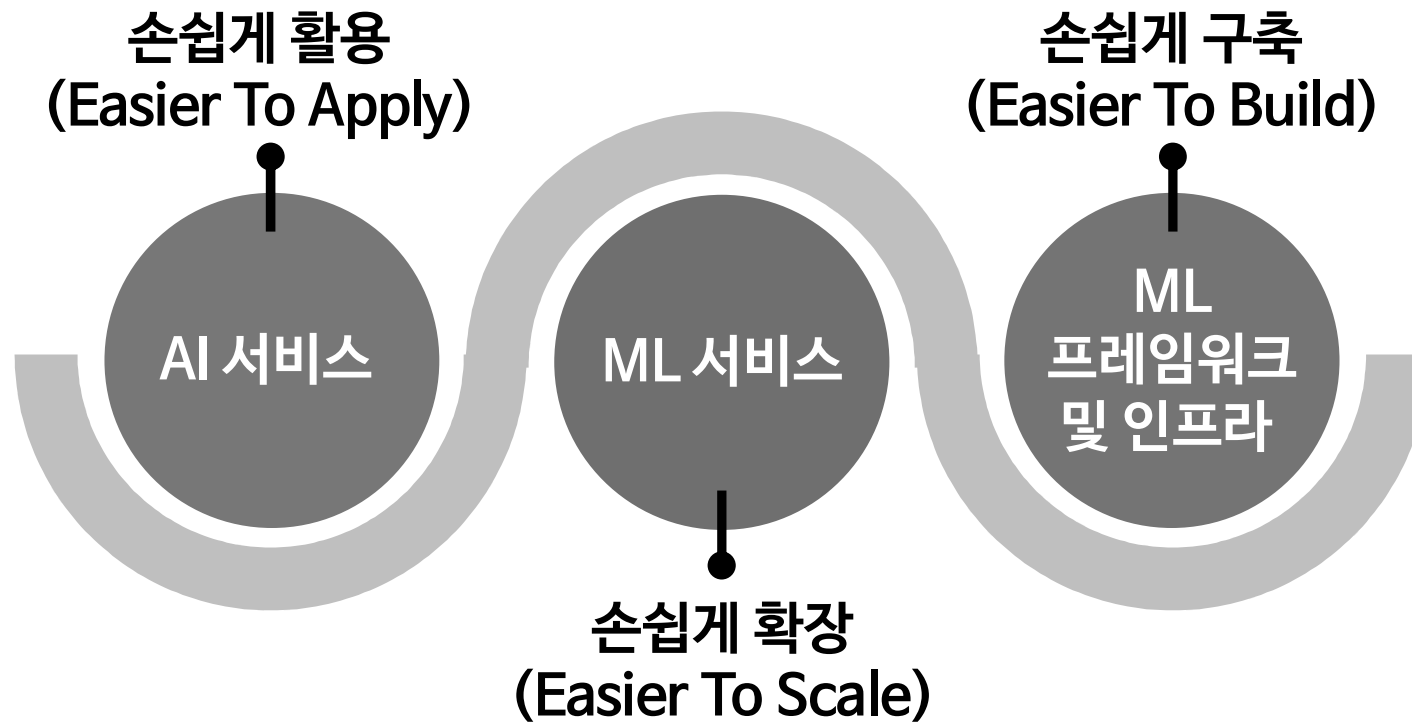 손쉽게 활용
(Easier To Apply)
AI 서비스
ML 서비스
손쉽게 확장
(Easier To Scale)
손쉽게 구축
(Easier To Build)
ML
프레임워크
및 인프라